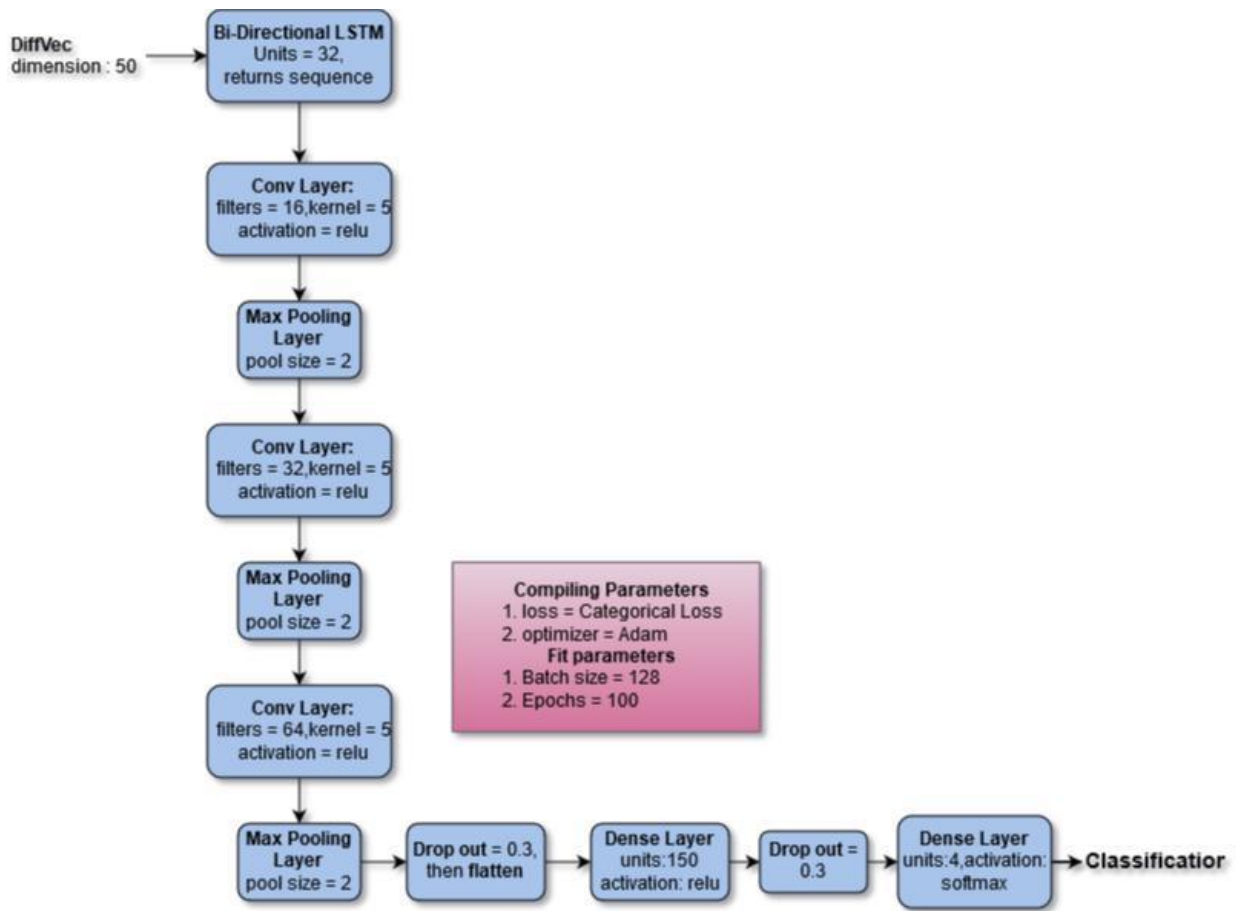 DiffVec
dimension : 50
Bi-Directional LSTM
Units = 32,
returns sequence
Conv Layer:
filters = 16,kernel = 5
activation = relu
Max Pooling
Layer
pool size = 2
Conv Layer:
filters = 32,kernel = 5
activation = relu
Max Pooling
Layer
pool size = 2
Compiling Parameters
1. loss = Categorical Loss
2. optimizer = Adam
Fit parameters
1. Batch size = 128
2. Epochs = 100
Conv Layer:
filters = 64,kernel = 5
activation = relu
Max Pooling
Layer
pool size = 2
Drop out = 0.3,
then flatten
Dense Layer
units:150
activation: relu
Drop out =
0.3
Dense Layer
units:4,activation:
softmax
Classification